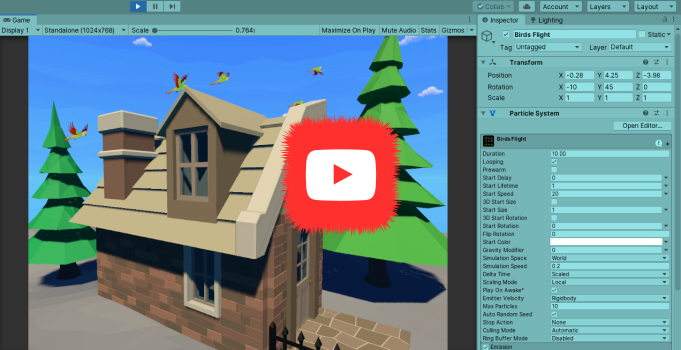 Collab
Account
Layers
Layout
Game
Inspector
Lighting
Display 1
Standalone (1024x768)
Scale
0.764x
Maximize On Play
Mute Audio
Stats
Gizmos
Birds Flight
Static
Tag Untagged
Layer Default
Transform
Position X -0.28 Y 4.25 Z -3.98
Rotation X -10 Y 45 Z 0
Scale X 1 Y 1 Z 1
Particle System
Open Editor...
Birds Flight
Duration 10.00
Looping
Prewarm
Start Delay 0
Start Lifetime 1
Start Speed 20
3D Start Size
Start Size 1
3D Start Rotation
Start Rotation 0
Flip Rotation 0
Start Color
Gravity Modifier 0
Simulation Space World
Simulation Speed 0.2
Delta Time Scaled
Scaling Mode Local
Play On Awake*
Emitter Velocity Rigidbody
Max Particles 10
Auto Random Seed
Stop Action None
Culling Mode Automatic
Ring Buffer Mode Disabled
Emission